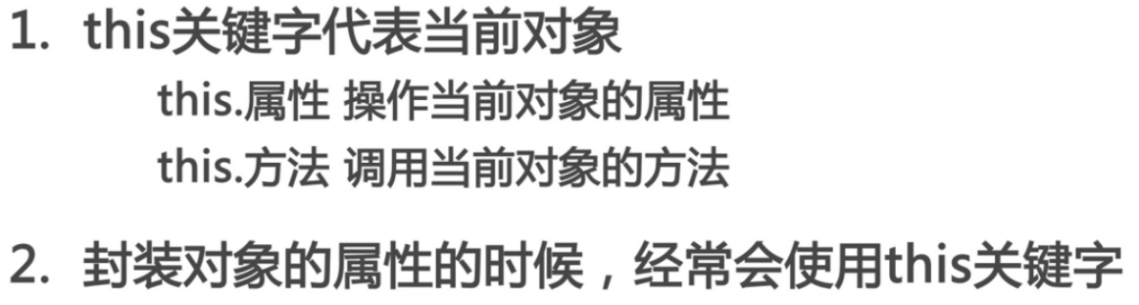 1. this关键字代表当前对象
this.属性 操作当前对象的属性
this.方法 调用当前对象的方法
2. 封装对象的属性的时候，经常会使用this关键字